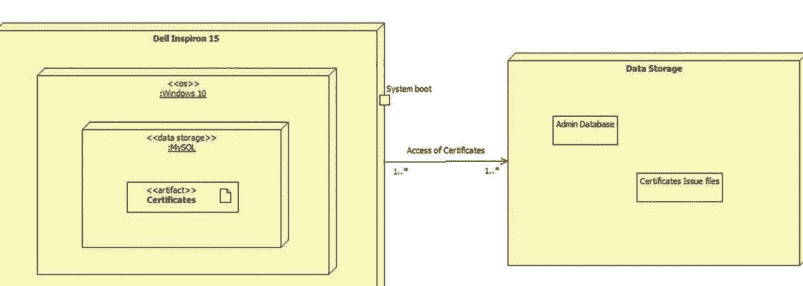 Dell Inspiron 15
<<os>>
:Windows 10
<<data storage>>
:MySQL
<<artifact>>
Certificates
System boot
Access of Certificates
1..*
1..*
Data Storage
Admin Database
Certificates Issue files